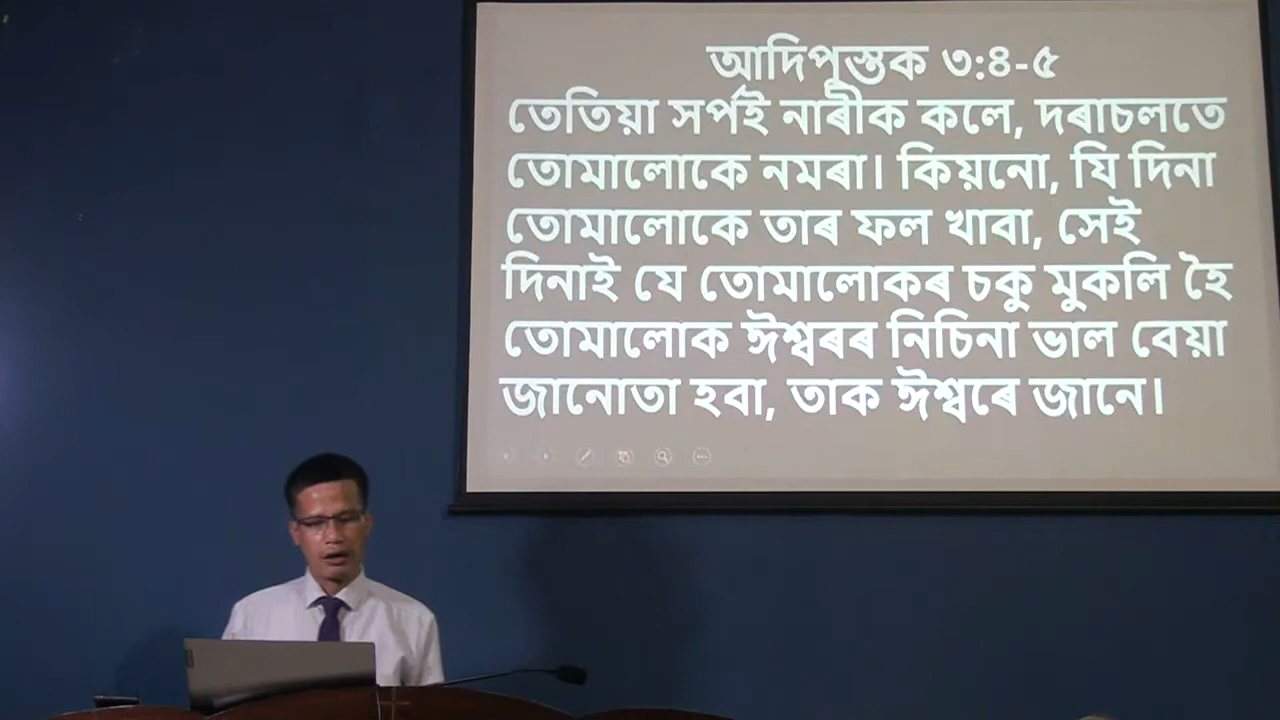 আদিপুস্তক ৩:৪-৫
তেতিয়া সৰ্পই নাৰীক কলে, দৰাচলতে
তোমালোকে নমৰা। কিয়নো, যি দিনা
তোমালোকে তাৰ ফল খাবা, সেই
দিনাই যে তোমালোকৰ চকু মুকলি হৈ
তোমালোক ঈশ্বৰৰ নিচিনা ভাল বেয়া
জানোতা হবা, তাক ঈশ্বৰে জানে।